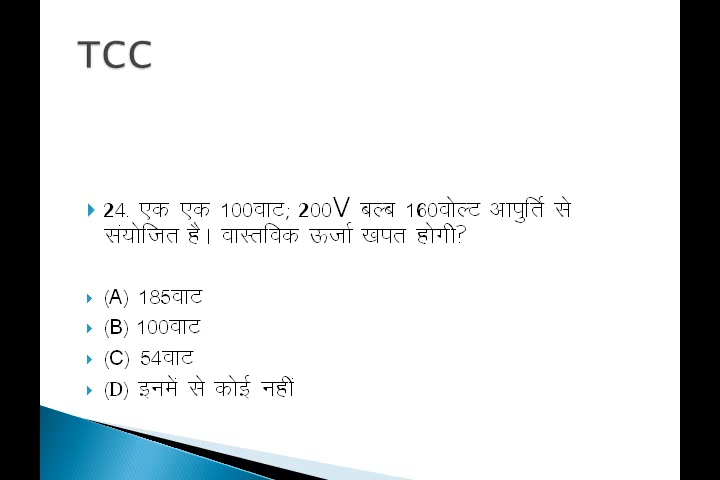 TCC
24. एक एक 100वाट; 200V बल्ब 160वोल्ट आपुर्ति से
संयोजित है। वास्तविक ऊर्जा खपत होगी?
(A) 185वाट
(B) 100वाट
(C) 54वाट
(D) इनमें से कोई नहीं